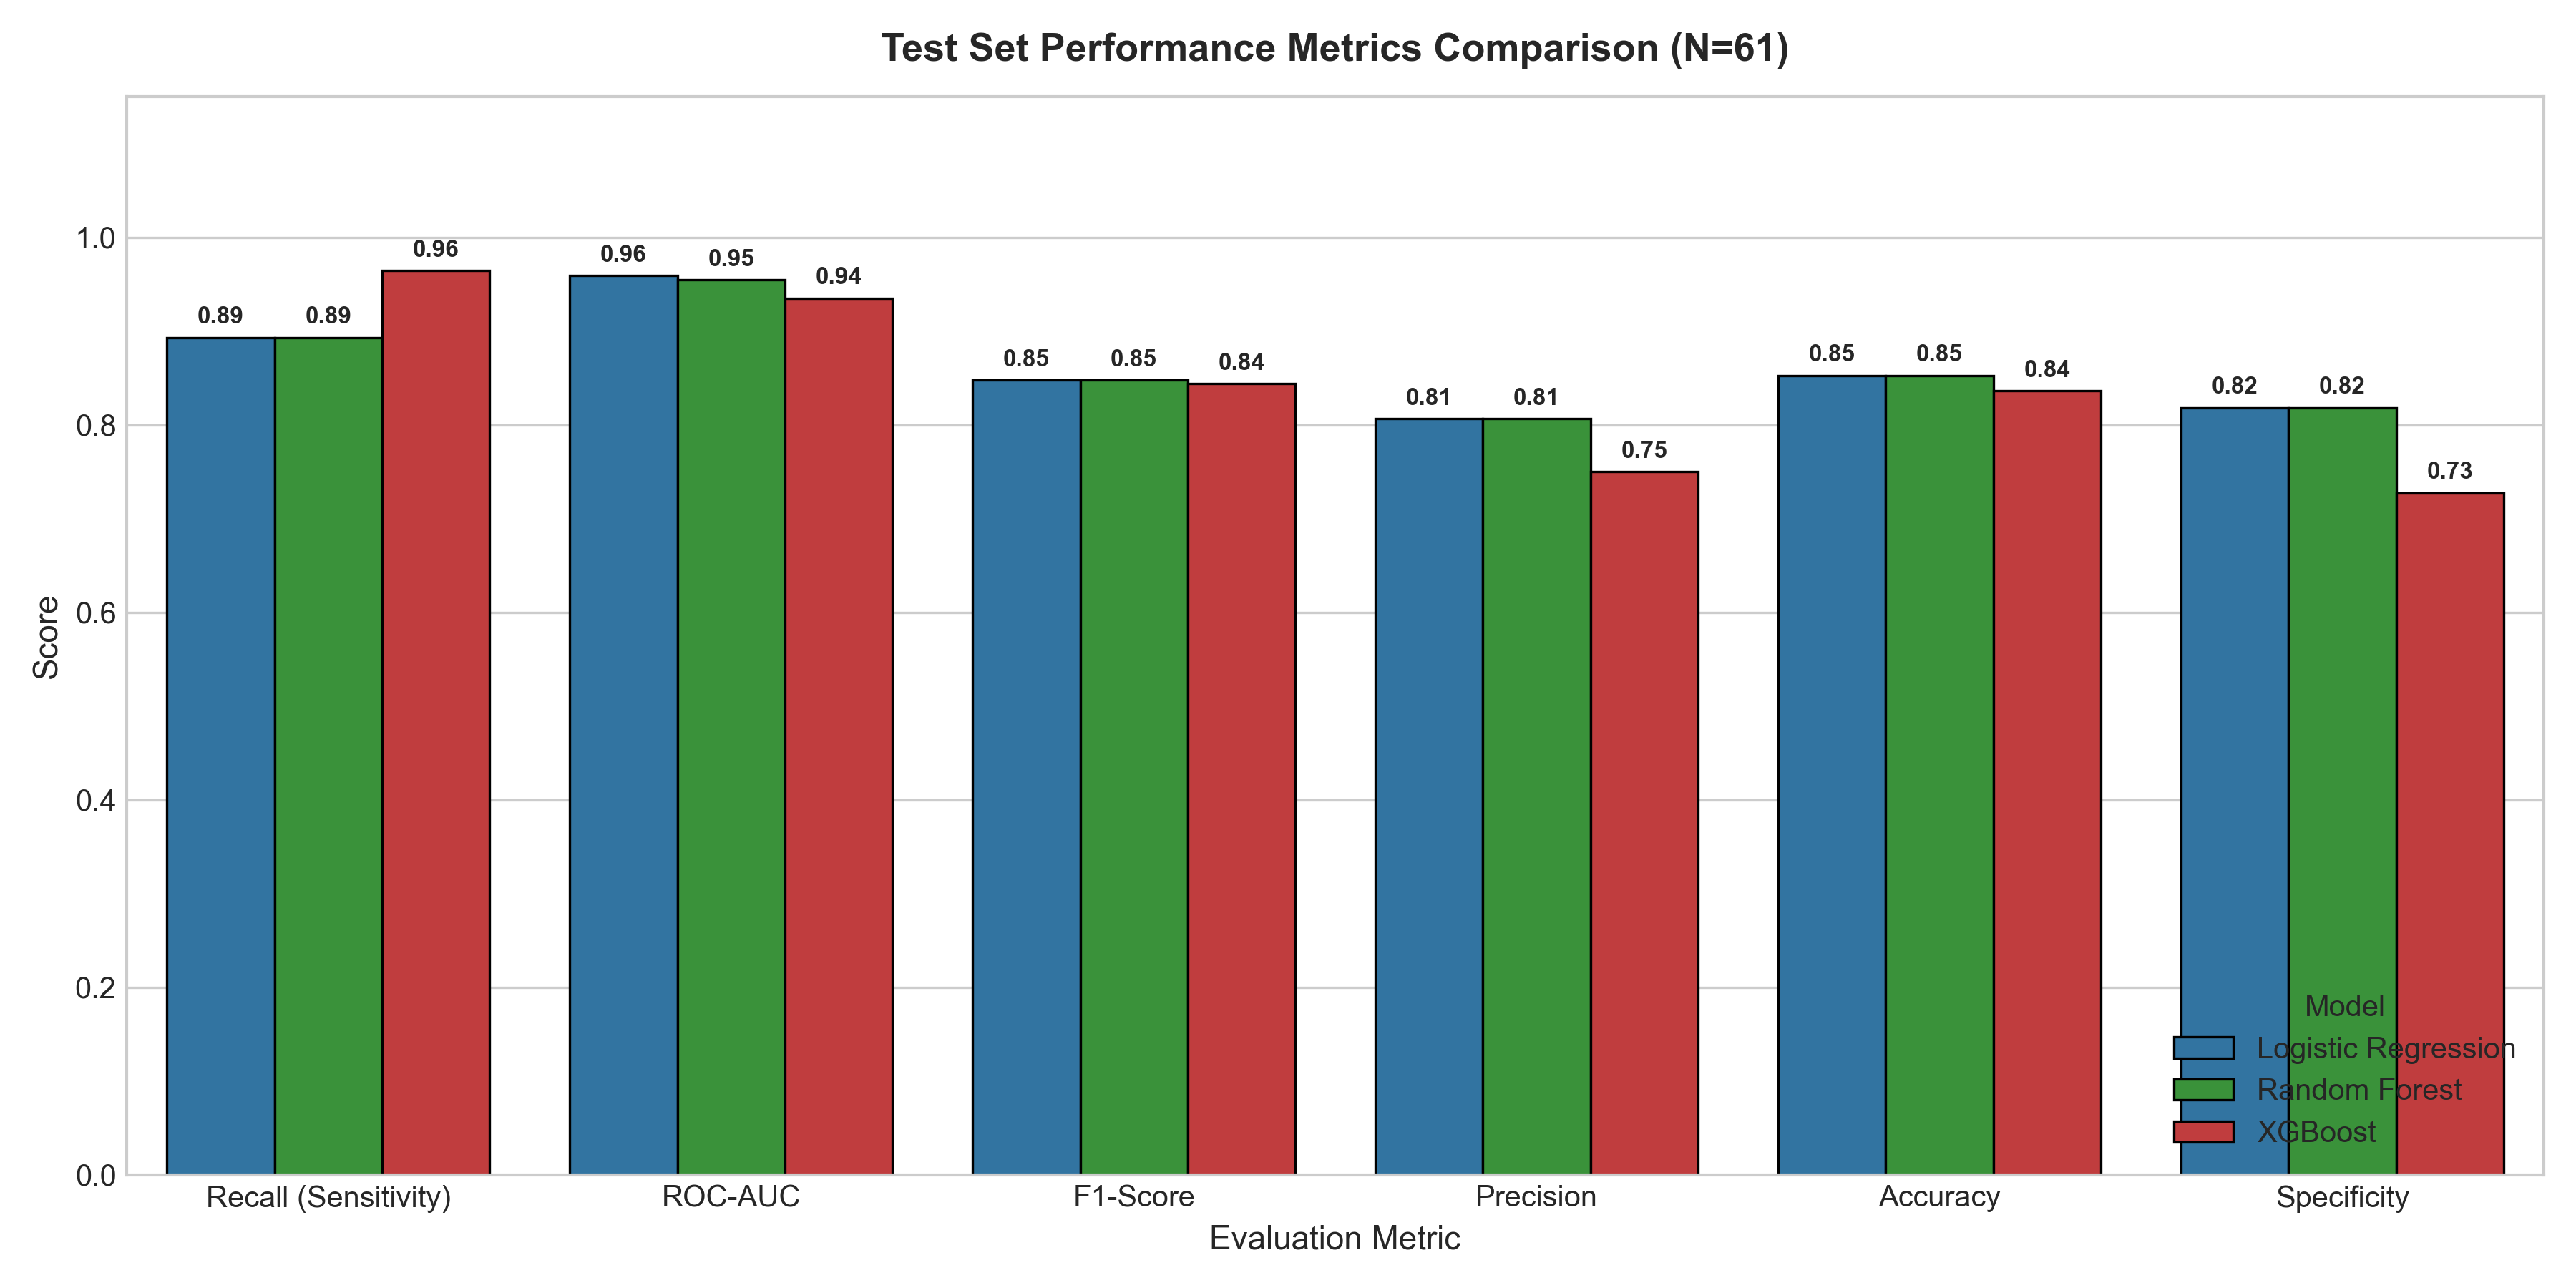 Test Set Performance Metrics Comparison (N=61)
Score
1.0
0.8
0.6
0.4
0.2
0.0
0.89 0.89 0.96
0.96 0.95 0.94
0.85 0.85 0.84
0.81 0.81 0.75
0.85 0.85 0.84
0.82 0.82 0.73
Model
Logistic Regression
Random Forest
XGBoost
Recall (Sensitivity) ROC-AUC F1-Score Precision Accuracy Specificity
Evaluation Metric